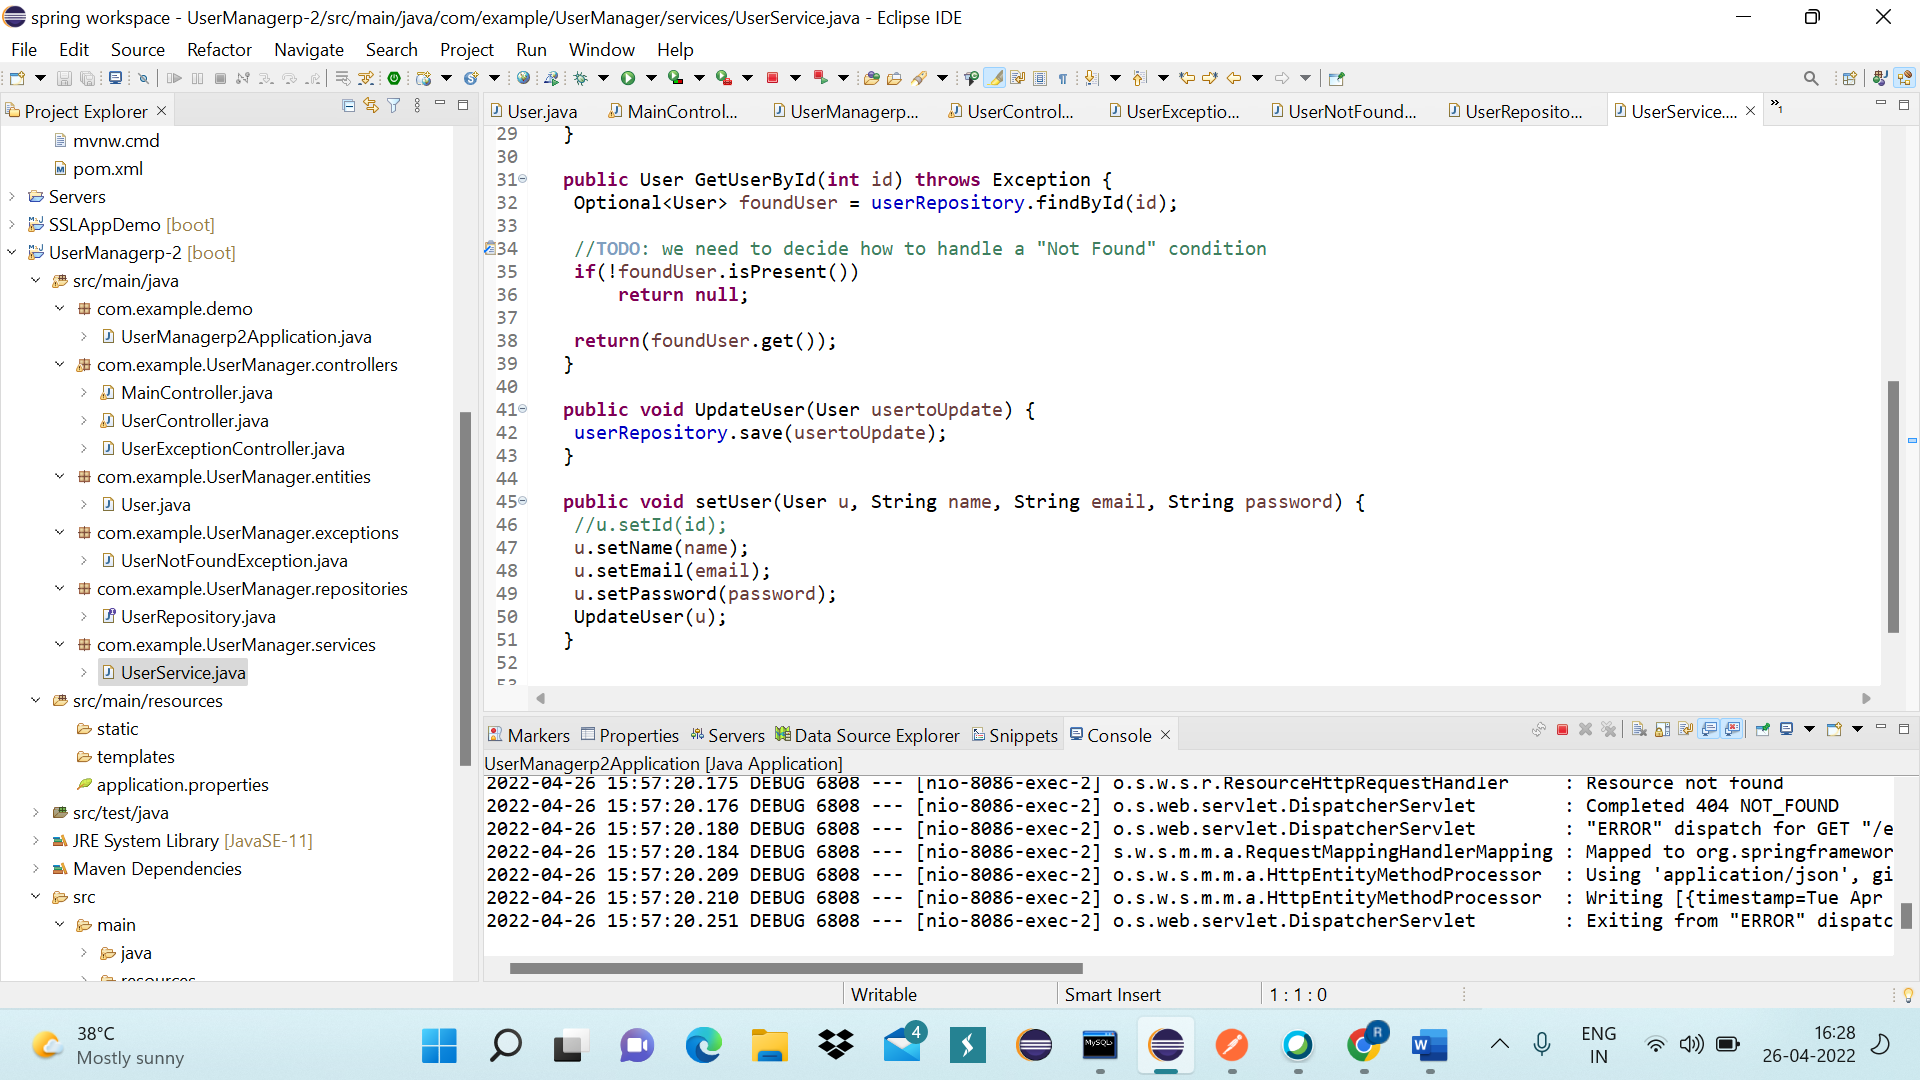 spring workspace - UserManagerp-2/src/main/java/com/example/UserManager/services/UserService.java - Eclipse IDE
File Edit Source Refactor Navigate Search Project Run Window Help
Project Explorer
mvnw.cmd
pom.xml
Servers
SSLAppDemo [boot]
UserManagerp-2 [boot]
src/main/java
com.example.demo
UserManagerp2Application.java
com.example.UserManager.controllers
MainController.java
UserController.java
UserExceptionController.java
com.example.UserManager.entities
User.java
com.example.UserManager.exceptions
UserNotFoundException.java
com.example.UserManager.repositories
UserRepository.java
com.example.UserManager.services
UserService.java
src/main/resources
static
templates
application.properties
src/test/java
JRE System Library [JavaSE-11]
Maven Dependencies
src
main
java
resources
User.java MainControl... UserManagerp... UserControl... UserExceptio... UserNotFound... UserReposito... UserService.... »1
29 }
30
31 public User GetUserById(int id) throws Exception {
32 Optional<User> foundUser = userRepository.findById(id);
33
34 //TODO: we need to decide how to handle a "Not Found" condition
35 if(!foundUser.isPresent())
36 return null;
37
38 return(foundUser.get());
39 }
40
41 public void UpdateUser(User usertoUpdate) {
42 userRepository.save(usertoUpdate);
43 }
44
45 public void setUser(User u, String name, String email, String password) {
46 //u.setId(id);
47 u.setName(name);
48 u.setEmail(email);
49 u.setPassword(password);
50 UpdateUser(u);
51 }
52
53
Markers Properties Servers Data Source Explorer Snippets Console
UserManagerp2Application [Java Application]
2022-04-26 15:57:20.175 DEBUG 6808 --- [nio-8086-exec-2] o.s.w.s.r.ResourceHttpRequestHandler : Resource not found
2022-04-26 15:57:20.176 DEBUG 6808 --- [nio-8086-exec-2] o.s.web.servlet.DispatcherServlet : Completed 404 NOT_FOUND
2022-04-26 15:57:20.180 DEBUG 6808 --- [nio-8086-exec-2] o.s.web.servlet.DispatcherServlet : "ERROR" dispatch for GET "/e
2022-04-26 15:57:20.184 DEBUG 6808 --- [nio-8086-exec-2] s.w.s.m.m.a.RequestMappingHandlerMapping : Mapped to org.springframewor
2022-04-26 15:57:20.209 DEBUG 6808 --- [nio-8086-exec-2] o.s.w.s.m.m.a.HttpEntityMethodProcessor : Using 'application/json', gi
2022-04-26 15:57:20.210 DEBUG 6808 --- [nio-8086-exec-2] o.s.w.s.m.m.a.HttpEntityMethodProcessor : Writing [{timestamp=Tue Apr
2022-04-26 15:57:20.251 DEBUG 6808 --- [nio-8086-exec-2] o.s.web.servlet.DispatcherServlet : Exiting from "ERROR" dispatc
Writable Smart Insert 1 : 1 : 0
38°C
Mostly sunny
4
MySQL
R
W
ENG
IN
16:28
26-04-2022